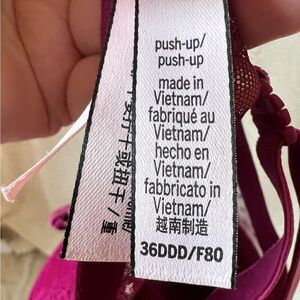 push-up/
push-up
made in
Vietnam/
fabriqué au
Vietnam/
hecho en
Vietnam/
fabbricato in
Vietnam/
越南制造
36DDD/F80